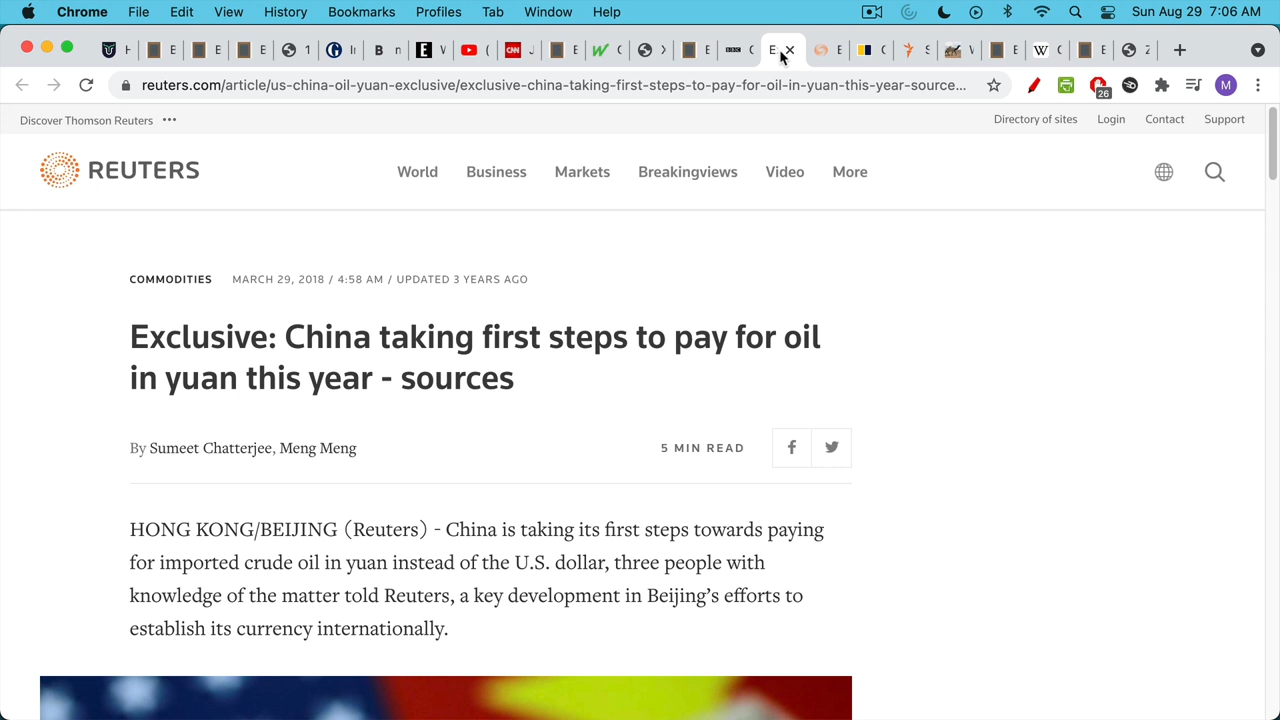 Chrome File Edit View History Bookmarks Profiles Tab Window Help Sun Aug 29 7:06 AM
reuters.com/article/us-china-oil-yuan-exclusive/exclusive-china-taking-first-steps-to-pay-for-oil-in-yuan-this-year-source... 26 M
Discover Thomson Reuters ••• Directory of sites Login Contact Support
REUTERS World Business Markets Breakingviews Video More
COMMODITIES MARCH 29, 2018 / 4:58 AM / UPDATED 3 YEARS AGO
Exclusive: China taking first steps to pay for oil
in yuan this year - sources
By Sumeet Chatterjee, Meng Meng 5 MIN READ
HONG KONG/BEIJING (Reuters) - China is taking its first steps towards paying
for imported crude oil in yuan instead of the U.S. dollar, three people with
knowledge of the matter told Reuters, a key development in Beijing’s efforts to
establish its currency internationally.